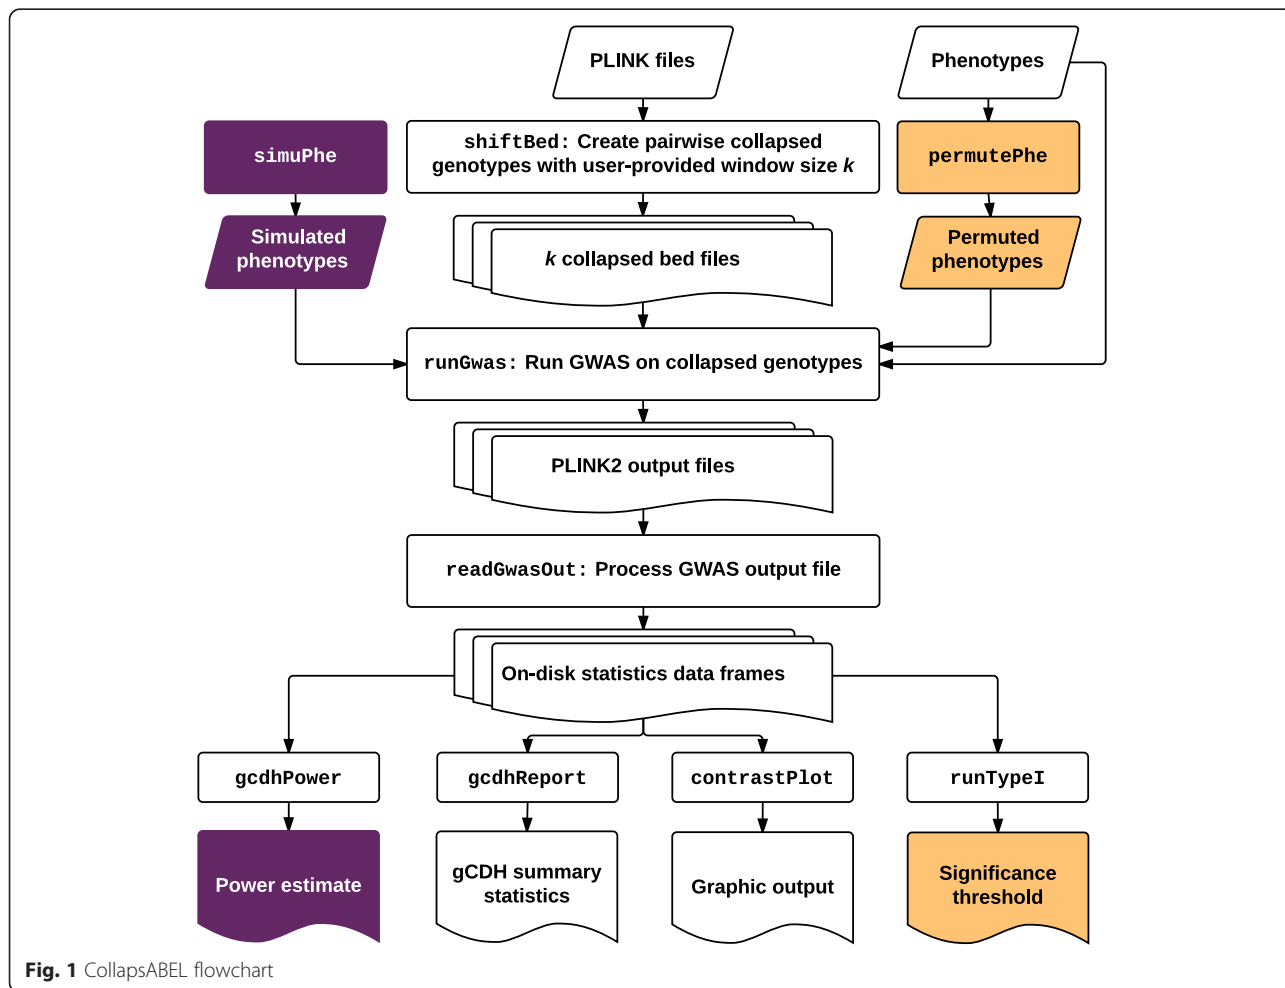 PLINK files
Phenotypes
simuPhe
shiftBed: Create pairwise collapsed
genotypes with user-provided window size k
permutePhe
Simulated
phenotypes
k collapsed bed files
Permuted
phenotypes
runGwas: Run GWAS on collapsed genotypes
PLINK2 output files
readGwasOut: Process GWAS output file
On-disk statistics data frames
gcdhPower
gcdhReport
contrastPlot
runTypeI
Power estimate
gCDH summary
statistics
Graphic output
Significance
threshold
Fig. 1 CollapsABEL flowchart